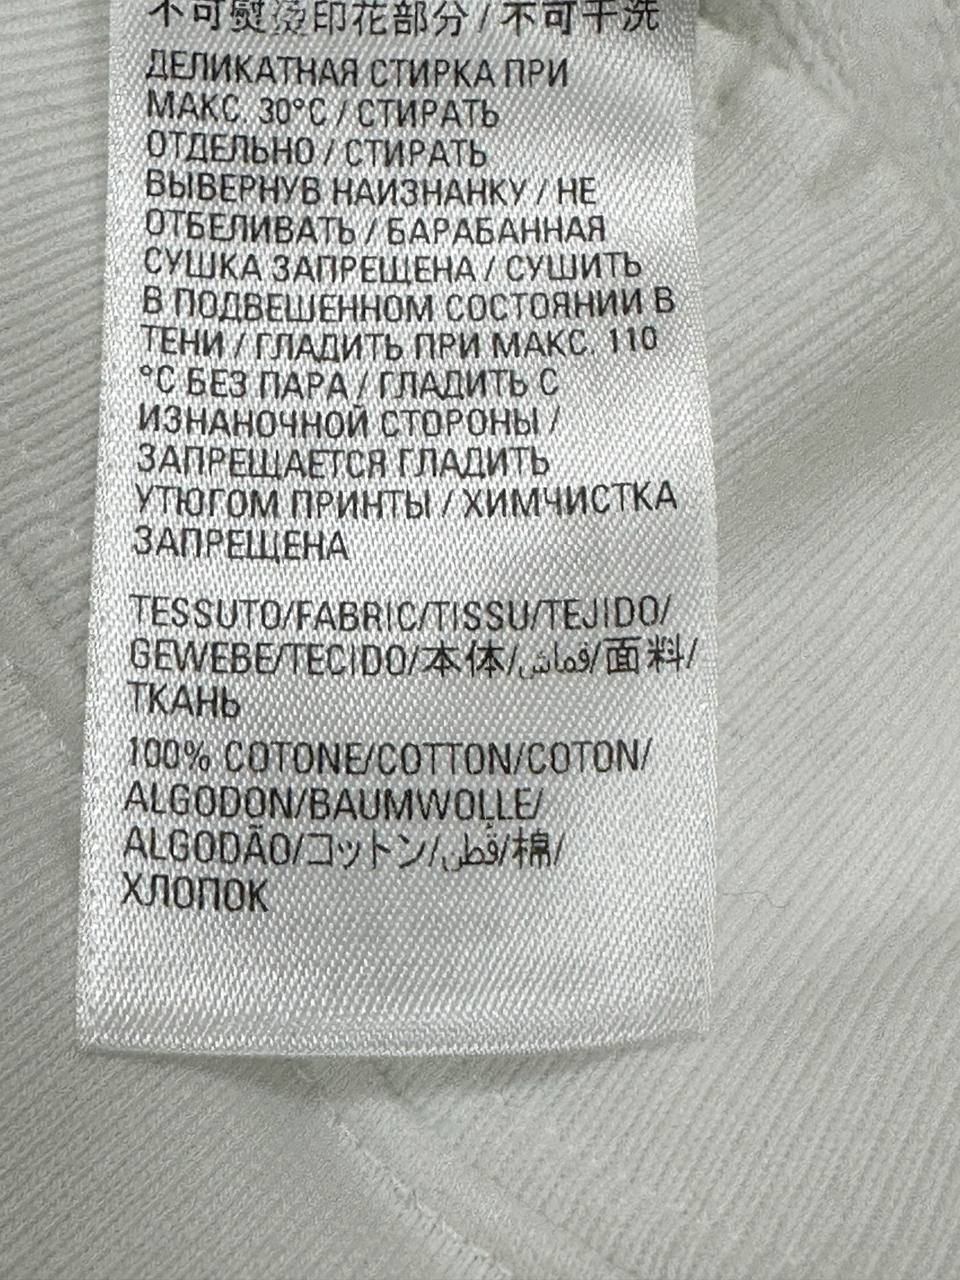 不可熨烫印花部分 / 不可干洗
ДЕЛИКАТНАЯ СТИРКА ПРИ
МАКС. 30°C / СТИРАТЬ
ОТДЕЛЬНО / СТИРАТЬ
ВЫВЕРНУВ НАИЗНАНКУ / НЕ
ОТБЕЛИВАТЬ / БАРАБАННАЯ
СУШКА ЗАПРЕЩЕНА / СУШИТЬ
В ПОДВЕШЕННОМ СОСТОЯНИИ В
ТЕНИ / ГЛАДИТЬ ПРИ МАКС. 110
°C БЕЗ ПАРА / ГЛАДИТЬ С
ИЗНАНОЧНОЙ СТОРОНЫ /
ЗАПРЕЩАЕТСЯ ГЛАДИТЬ
УТЮГОМ ПРИНТЫ / ХИМЧИСТКА
ЗАПРЕЩЕНА
TESSUTO/FABRIC/TISSU/TEJIDO/
GEWEBE/TECIDO/本体/قماش/面料/
ТКАНЬ
100% COTONE/COTTON/COTON/
ALGODON/BAUMWOLLE/
ALGODÃO/コットン/قطن/棉/
ХЛОПОК